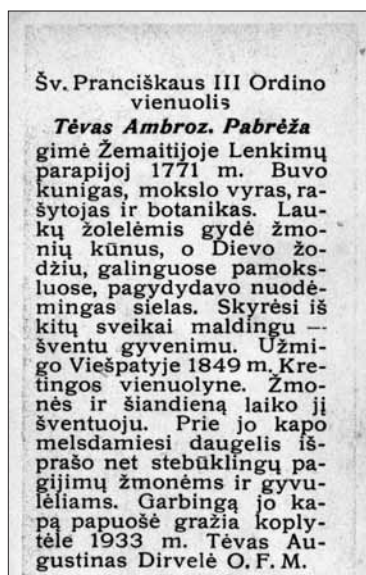 Šv. Pranciškaus III Ordino
vienuolis
Tėvas Ambroz. Pabrėža
gimė Žemaitijoje Lenkimų
parapijoj 1771 m. Buvo
kunigas, mokslo vyras, ra-
šytojas ir botanikas. Lau-
kų žolelėmis gydė žmo-
nių kūnus, o Dievo žo-
džiu, galinguose pamoks-
luose, pagydydavo nuodė-
mingas sielas. Skyrėsi iš
kitų sveikai maldingu —
šventu gyvenimu. Užmi-
go Viešpatyje 1849 m. Kre-
tingos vienuolyne. Žmo-
nės ir šiandieną laiko jį
šventuoju. Prie jo kapo
melsdamiesi daugelis iš-
prašo net stebūklingų pa-
gijimų žmonėms ir gyvu-
lėliams. Garbingą jo ka-
pą papuošė gražia koply-
tėle 1933 m. Tėvas Au-
gustinas Dirvelė O. F. M.